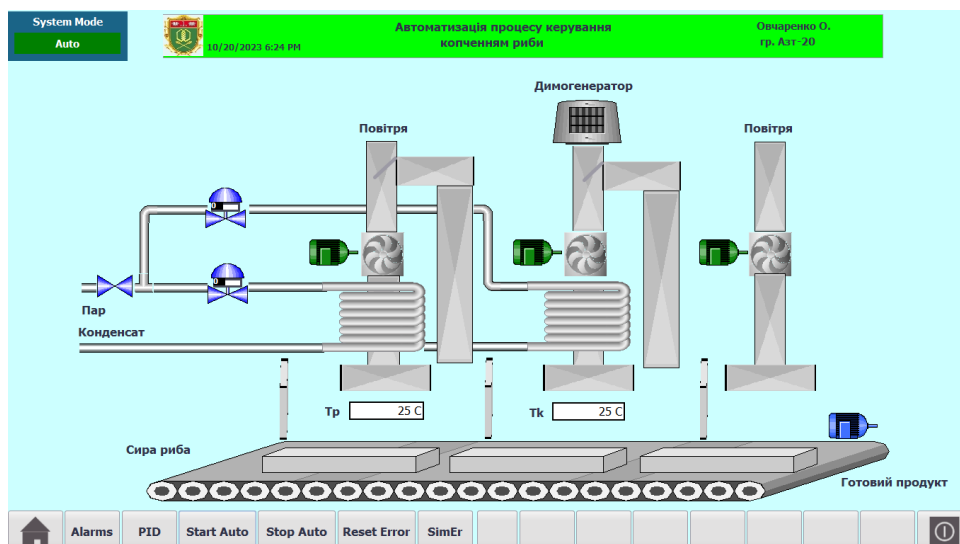 System Mode
Auto
10/20/2023 6:24 PM
Автоматизація процесу керування
копченням риби
Овчаренко О.
гр. Азт-20
Димогенератор
Повітря
Повітря
Пар
Конденсат
Тр 25 C
Tk 25 C
Сира риба
Готовий продукт
Alarms PID Start Auto Stop Auto Reset Error SimEr